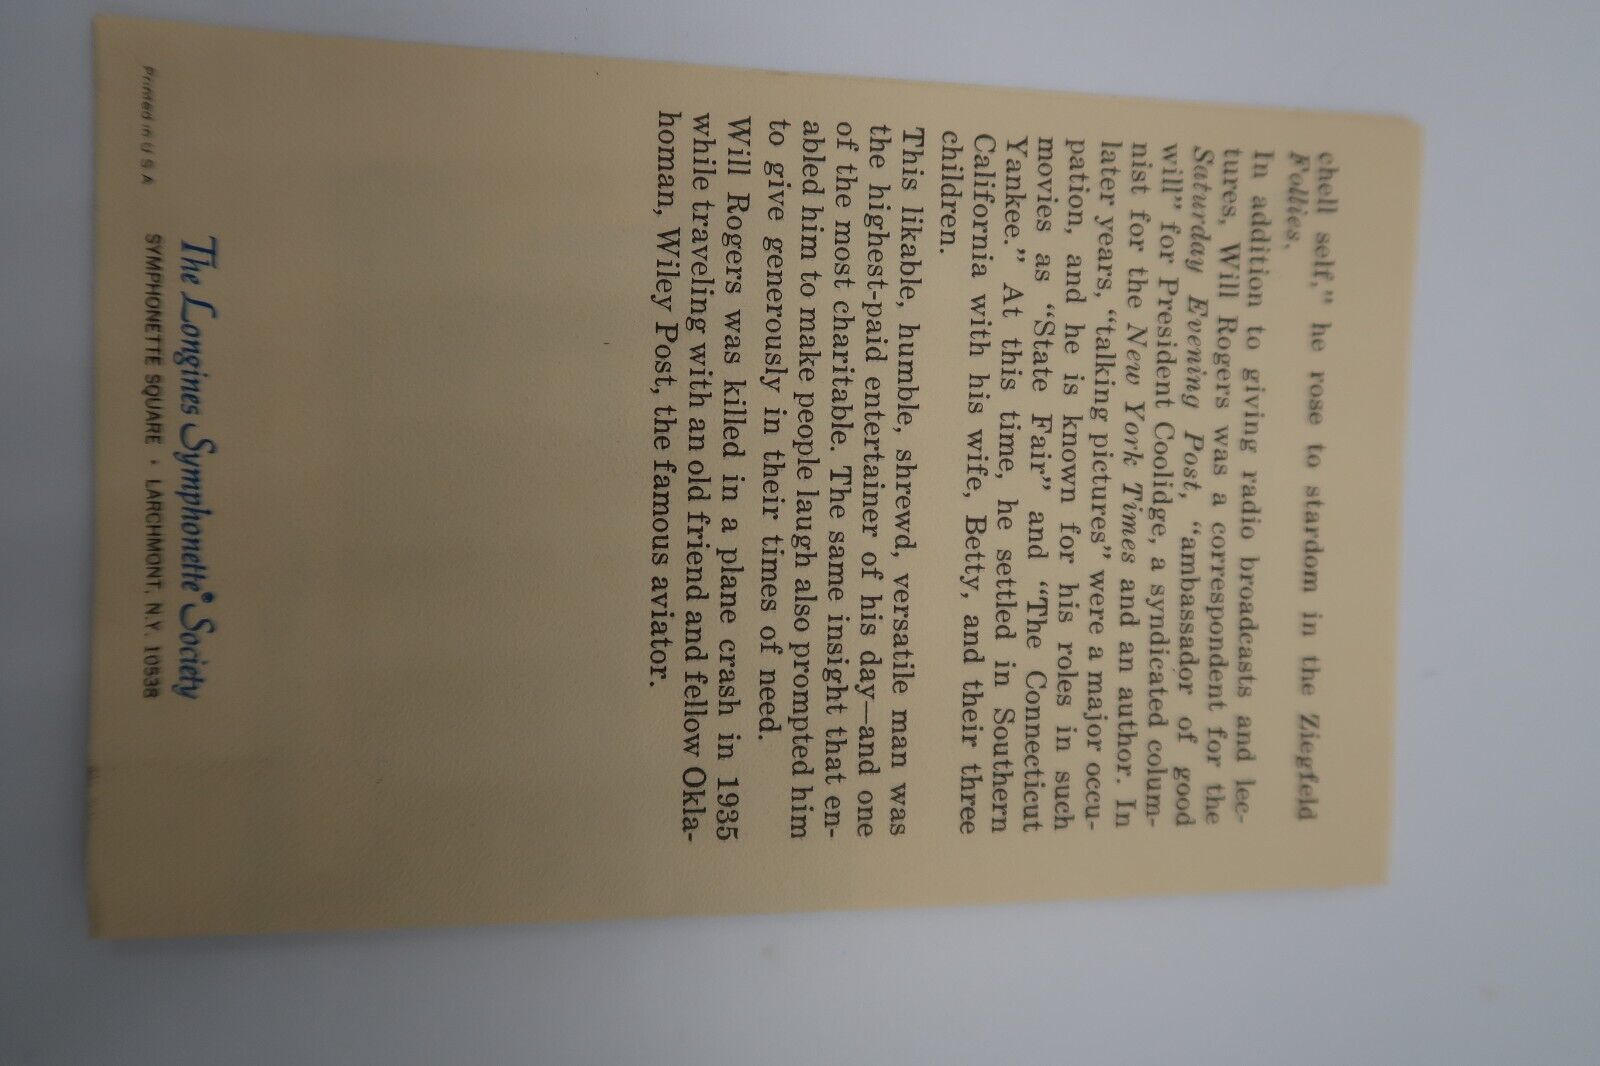 chell self," he rose to stardom in the Ziegfeld
Follies.
In addition to giving radio broadcasts and lec-
tures, Will Rogers was a correspondent for the
Saturday Evening Post, "ambassador of good
will" for President Coolidge, a syndicated colum-
nist for the New York Times and an author. In
later years, "talking pictures" were a major occu-
pation, and he is known for his roles in such
movies as "State Fair" and "The Connecticut
Yankee." At this time, he settled in Southern
California with his wife, Betty, and their three
children.
This likable, humble, shrewd, versatile man was
the highest-paid entertainer of his day—and one
of the most charitable. The same insight that en-
abled him to make people laugh also prompted him
to give generously in their times of need.
Will Rogers was killed in a plane crash in 1935
while traveling with an old friend and fellow Okla-
homan, Wiley Post, the famous aviator.
The Longines Symphonette® Society
SYMPHONETTE SQUARE • LARCHMONT, N.Y. 10538
Printed in U S A